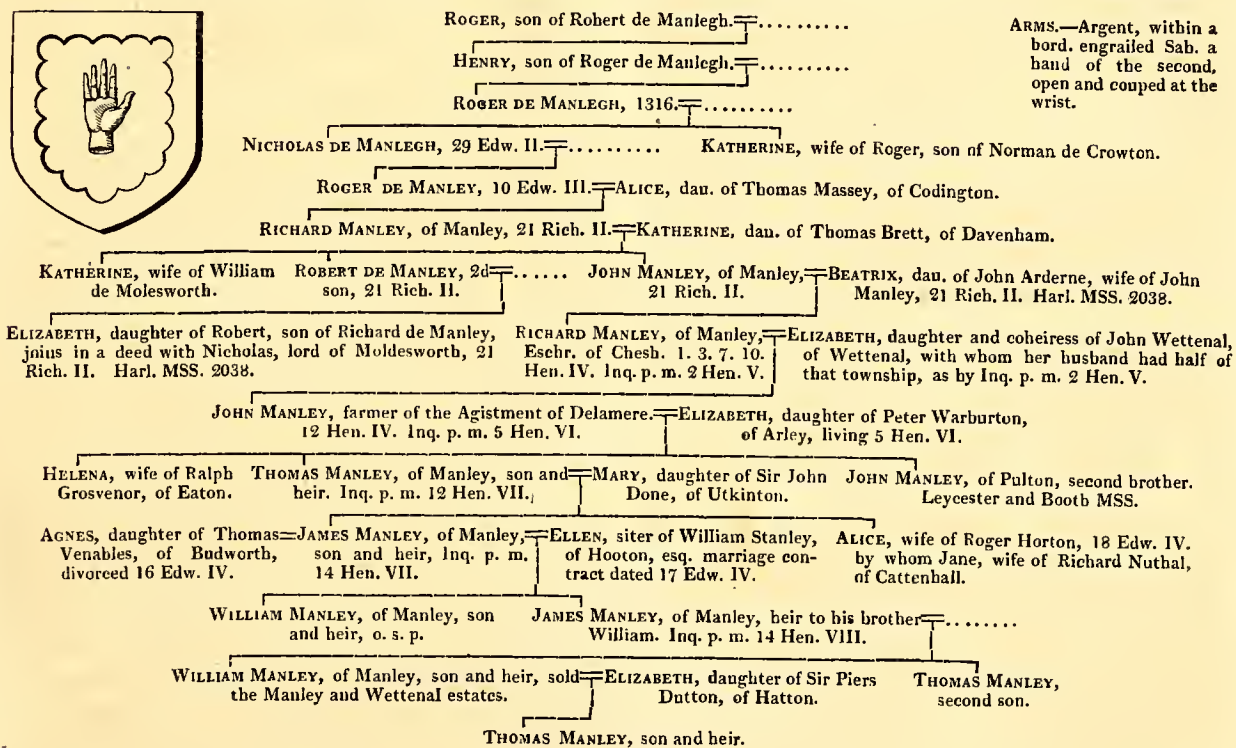 ROGER, son of Robert de Manlegh.=..........
ARMS.—Argent, within a
bord. engrailed Sab. a
hand of the second,
open and couped at the
wrist.
HENRY, son of Roger de Manlegh.=..........
ROGER DE MANLEGH, 1316.=..........
NICHOLAS DE MANLEGH, 29 Edw. II.=..........
KATHERINE, wife of Roger, son of Norman de Crowton.
ROGER DE MANLEY, 10 Edw. III.=ALICE, dau. of Thomas Massey, of Codington.
RICHARD MANLEY, of Manley, 21 Rich. II.=KATHERINE, dau. of Thomas Brett, of Davenham.
KATHERINE, wife of William
de Molesworth.
ROBERT DE MANLEY, 2d=......
son, 21 Rich. II.
JOHN MANLEY, of Manley,=
21 Rich. II.
BEATRIX, dau. of John Arderne, wife of John
Manley, 21 Rich. II. Harl. MSS. 2038.
ELIZABETH, daughter of Robert, son of Richard de Manley,
joins in a deed with Nicholas, lord of Moldesworth, 21
Rich. II. Harl. MSS. 2038.
RICHARD MANLEY, of Manley,=
Eschr. of Chesh. 1. 3. 7. 10.
Hen. IV. Inq. p. m. 2 Hen. V.
ELIZABETH, daughter and coheiress of John Wettenal,
of Wettenal, with whom her husband had half of
that township, as by Inq. p. m. 2 Hen. V.
JOHN MANLEY, farmer of the Agistment of Delamere.=
12 Hen. IV. Inq. p. m. 5 Hen. VI.
ELIZABETH, daughter of Peter Warburton,
of Arley, living 5 Hen. VI.
HELENA, wife of Ralph
Grosvenor, of Eaton.
THOMAS MANLEY, of Manley, son and=
heir. Inq. p. m. 12 Hen. VII.
MARY, daughter of Sir John
Done, of Utkinton.
JOHN MANLEY, of Pulton, second brother.
Leycester and Booth MSS.
AGNES, daughter of Thomas=
Venables, of Budworth,
divorced 16 Edw. IV.
JAMES MANLEY, of Manley,=
son and heir, Inq. p. m.
14 Hen. VII.
ELLEN, siter of William Stanley,
of Hooton, esq. marriage con-
tract dated 17 Edw. IV.
ALICE, wife of Roger Horton, 18 Edw. IV.
by whom Jane, wife of Richard Nuthal,
of Cattenhall.
WILLIAM MANLEY, of Manley, son
and heir, o. s. p.
JAMES MANLEY, of Manley, heir to his brother=........
William. Inq. p. m. 14 Hen. VIII.
WILLIAM MANLEY, of Manley, son and heir, sold=
the Manley and Wettenal estates.
ELIZABETH, daughter of Sir Piers
Dutton, of Hatton.
THOMAS MANLEY,
second son.
THOMAS MANLEY, son and heir.